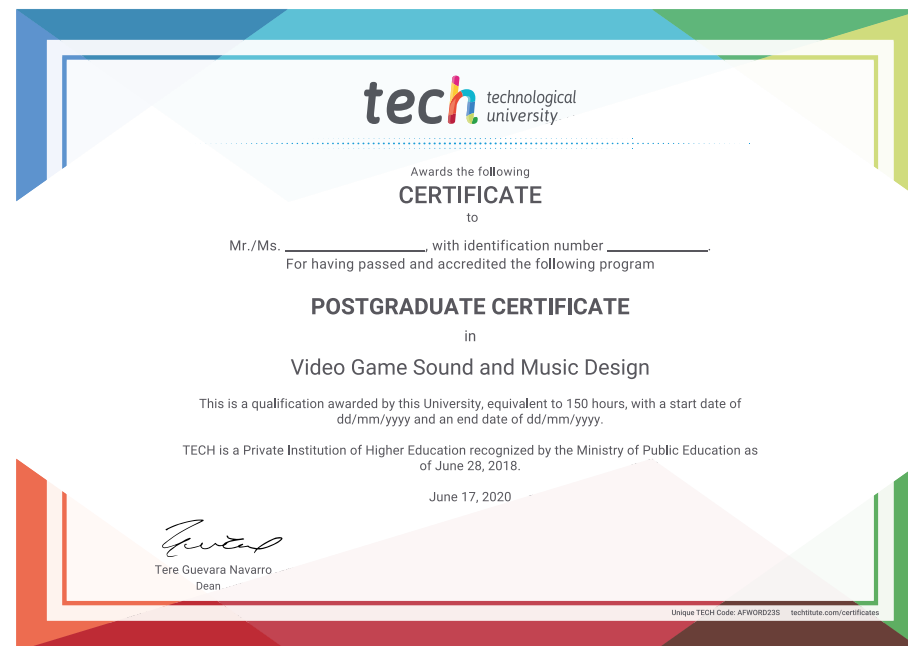 tech technological
university
Awards the following
CERTIFICATE
to
Mr./Ms. ____________________, with identification number ______________.
For having passed and accredited the following program
POSTGRADUATE CERTIFICATE
in
Video Game Sound and Music Design
This is a qualification awarded by this University, equivalent to 150 hours, with a start date of
dd/mm/yyyy and an end date of dd/mm/yyyy.
TECH is a Private Institution of Higher Education recognized by the Ministry of Public Education as
of June 28, 2018.
June 17, 2020
Tere Guevara Navarro
Dean
Unique TECH Code: AFWORD23S techtitute.com/certificates